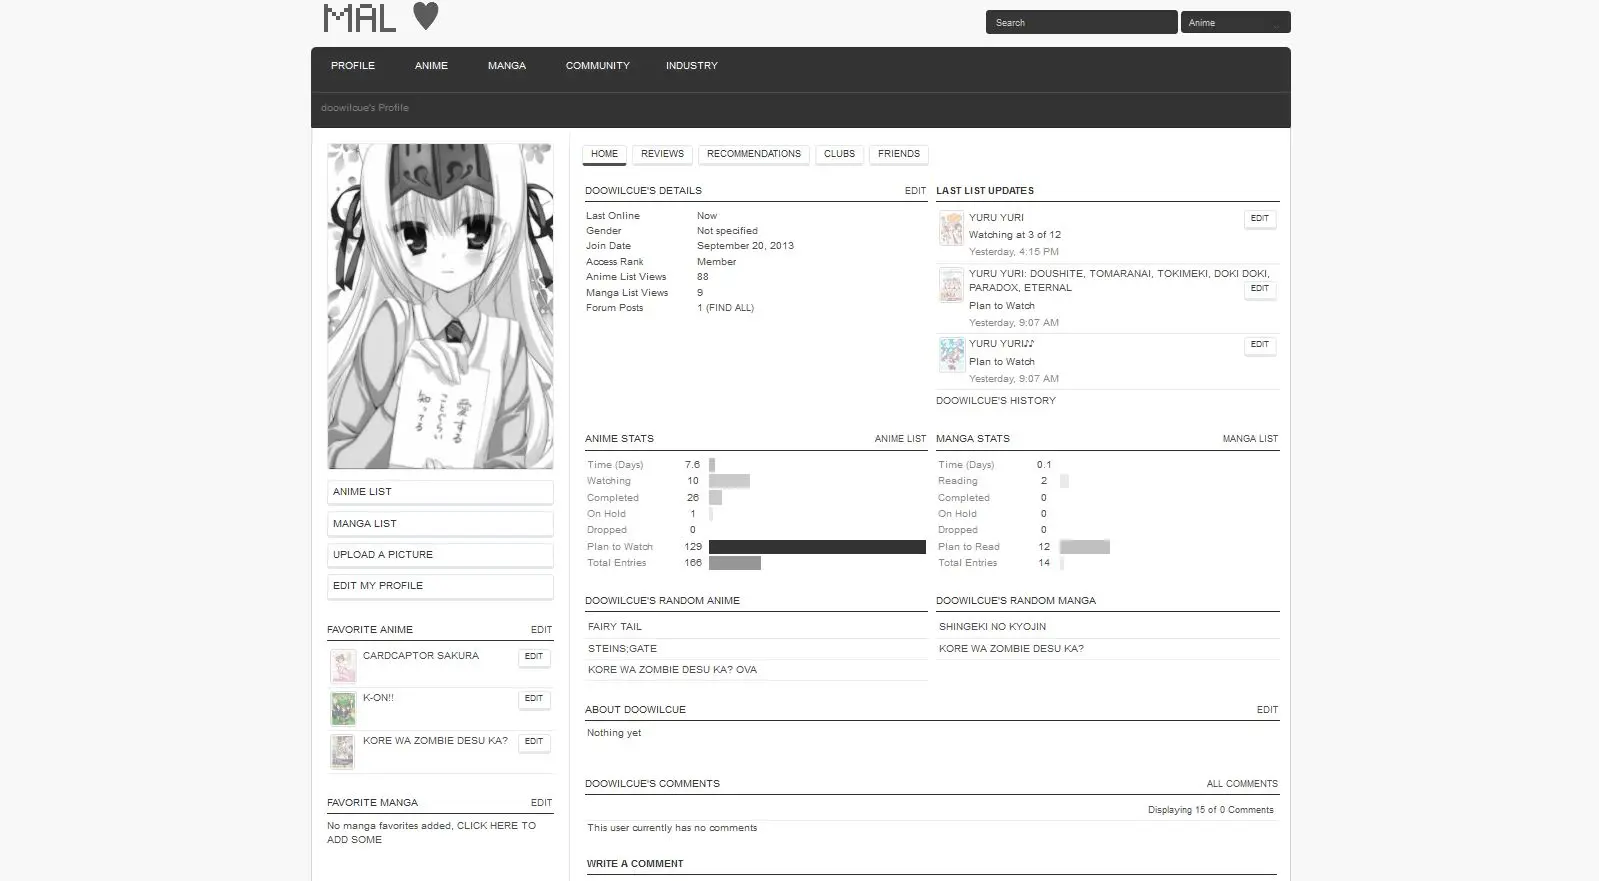 MAL ♥
Search
Anime
PROFILE ANIME MANGA COMMUNITY INDUSTRY
doowilcue's Profile
愛する
ことぐらい
知ってる
ANIME LIST
MANGA LIST
UPLOAD A PICTURE
EDIT MY PROFILE
FAVORITE ANIME EDIT
CARDCAPTOR SAKURA EDIT
K-ON!! EDIT
KORE WA ZOMBIE DESU KA? EDIT
FAVORITE MANGA EDIT
No manga favorites added, CLICK HERE TO
ADD SOME
HOME REVIEWS RECOMMENDATIONS CLUBS FRIENDS
DOOWILCUE'S DETAILS EDIT
Last Online Now
Gender Not specified
Join Date September 20, 2013
Access Rank Member
Anime List Views 88
Manga List Views 9
Forum Posts 1 (FIND ALL)
LAST LIST UPDATES
YURU YURI EDIT
Watching at 3 of 12
Yesterday, 4:15 PM
YURU YURI: DOUSHITE, TOMARANAI, TOKIMEKI, DOKI DOKI,
PARADOX, ETERNAL EDIT
Plan to Watch
Yesterday, 9:07 AM
YURU YURI♪♪ EDIT
Plan to Watch
Yesterday, 9:07 AM
DOOWILCUE'S HISTORY
ANIME STATS ANIME LIST
Time (Days) 7.6
Watching 10
Completed 26
On Hold 1
Dropped 0
Plan to Watch 129
Total Entries 166
MANGA STATS MANGA LIST
Time (Days) 0.1
Reading 2
Completed 0
On Hold 0
Dropped 0
Plan to Read 12
Total Entries 14
DOOWILCUE'S RANDOM ANIME
FAIRY TAIL
STEINS;GATE
KORE WA ZOMBIE DESU KA? OVA
DOOWILCUE'S RANDOM MANGA
SHINGEKI NO KYOJIN
KORE WA ZOMBIE DESU KA?
ABOUT DOOWILCUE EDIT
Nothing yet
DOOWILCUE'S COMMENTS ALL COMMENTS
Displaying 15 of 0 Comments
This user currently has no comments
WRITE A COMMENT